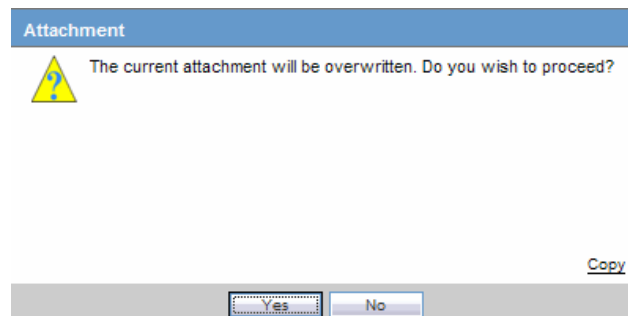 Attachment
The current attachment will be overwritten. Do you wish to proceed?
Copy
Yes No